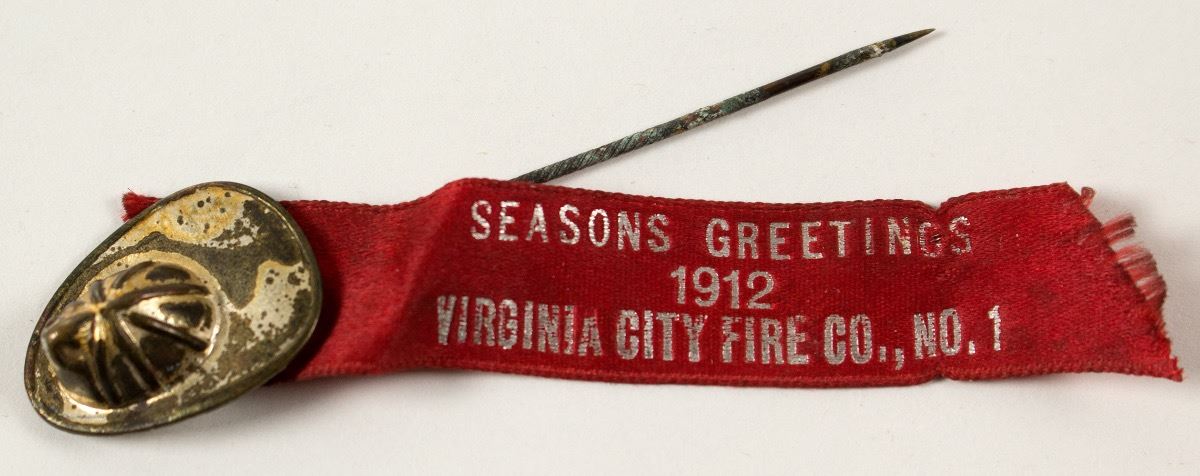 SEASONS GREETINGS
1912
VIRGINIA CITY FIRE CO., NO. 1